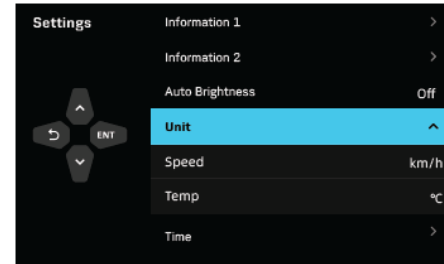 Settings
Information 1
Information 2
Auto Brightness Off
Unit
Speed km/h
Temp °C
Time
ENT